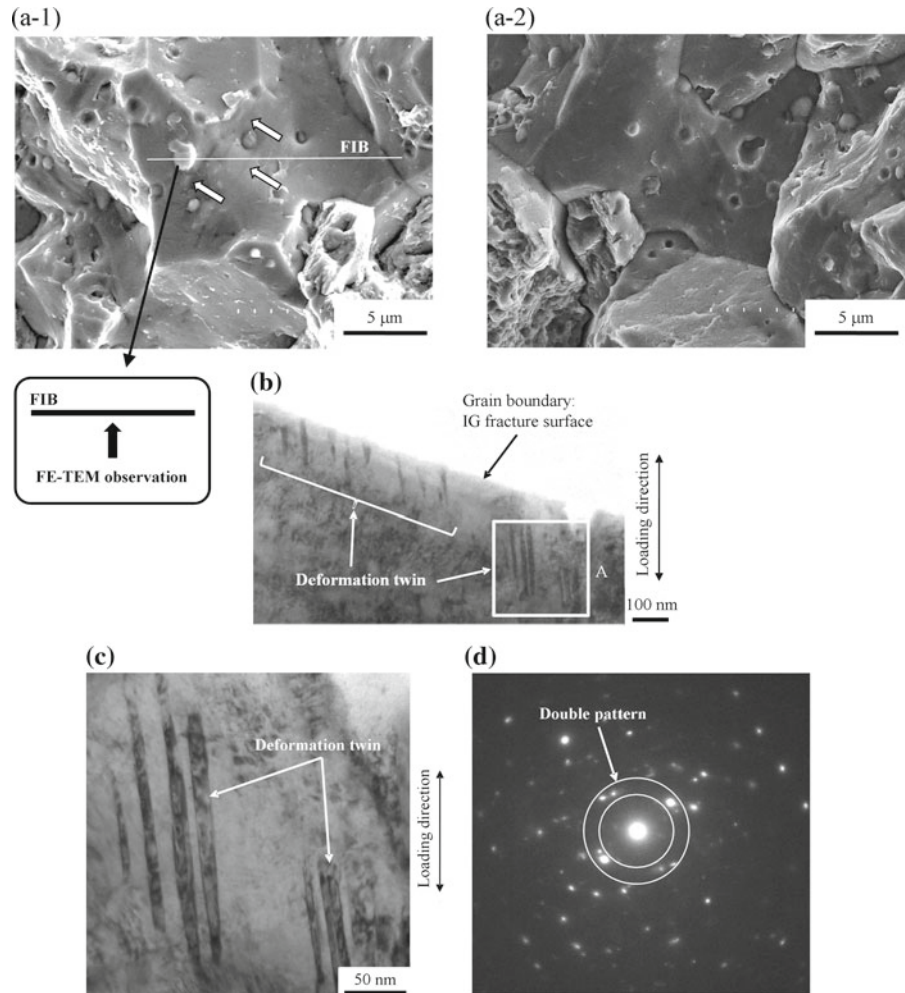 (a-1)
(a-2)
FIB
5 μm
5 μm
FIB
FE-TEM observation
(b)
Grain boundary:
IG fracture surface
Deformation twin
A
Loading direction
100 nm
(c)
Deformation twin
Loading direction
50 nm
(d)
Double pattern